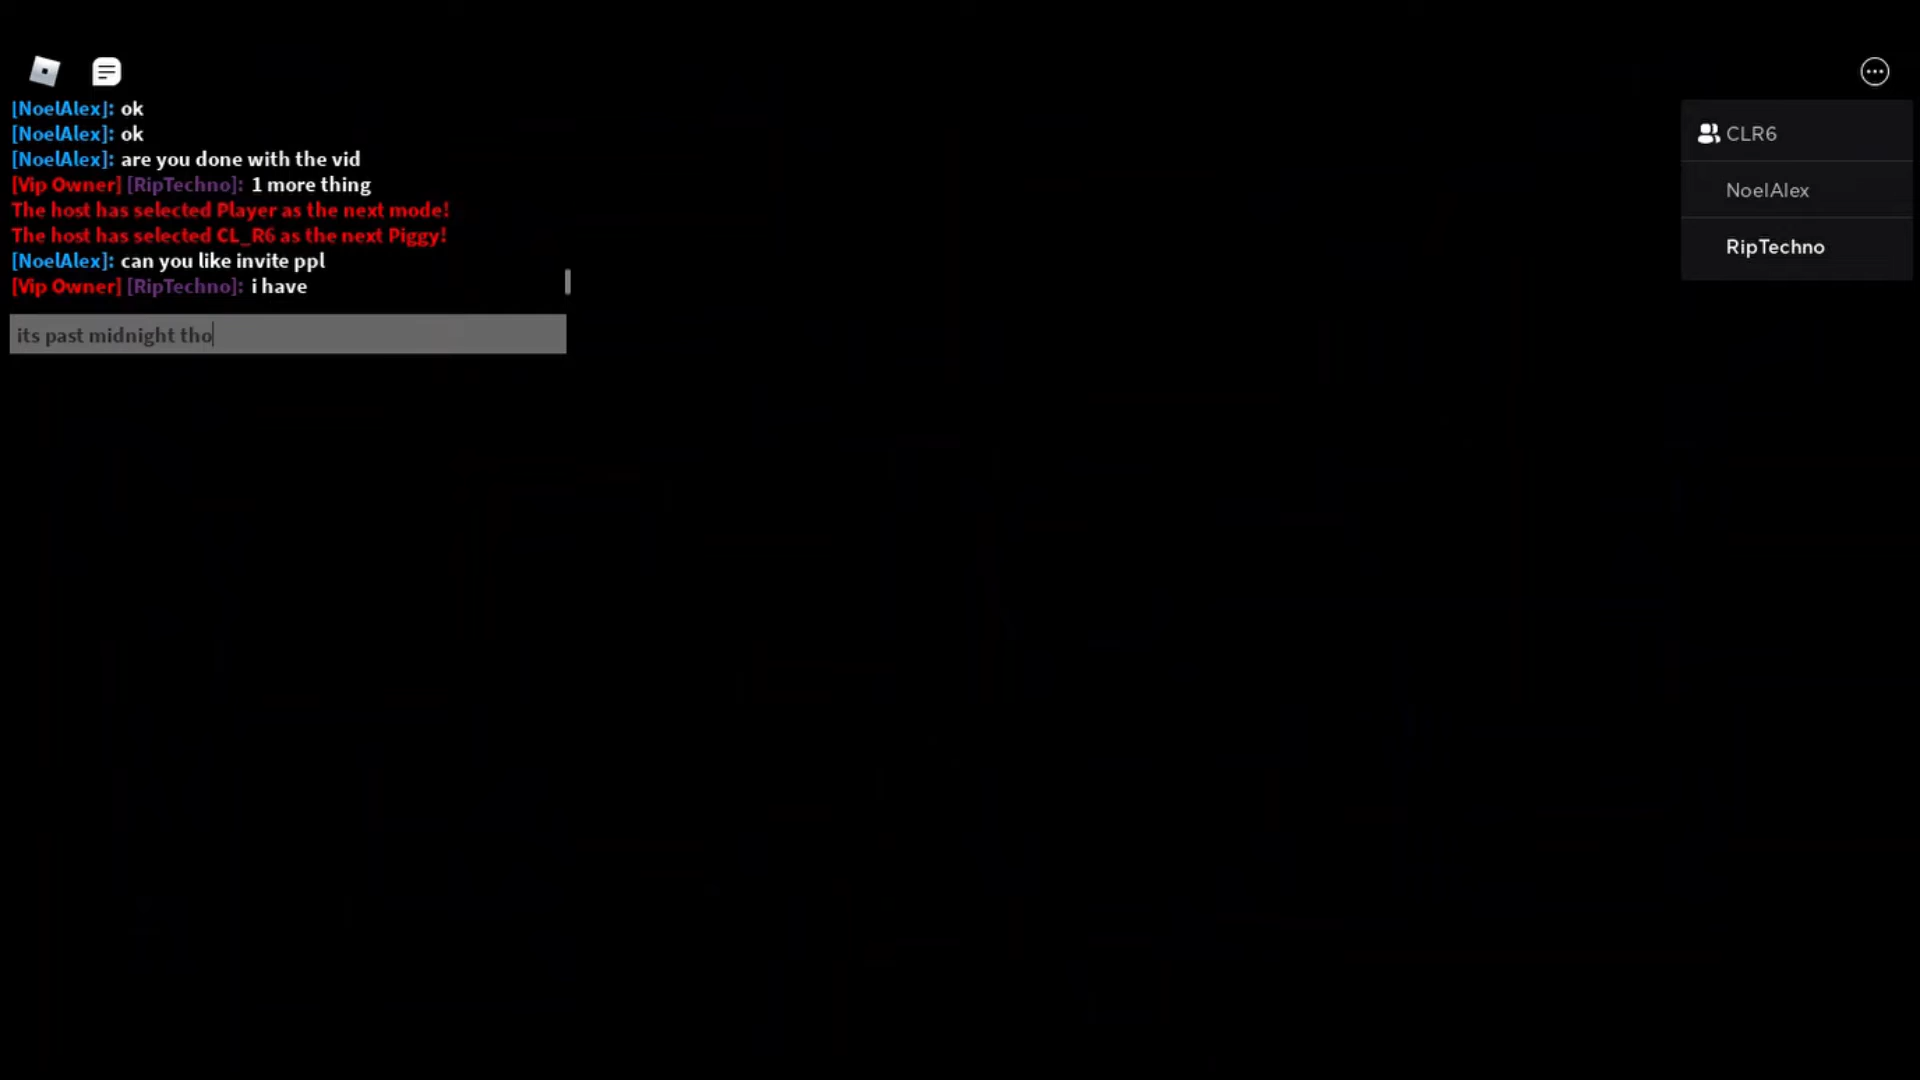 [NoelAlex]: ok
[NoelAlex]: ok
[NoelAlex]: are you done with the vid
[Vip Owner] [RipTechno]: 1 more thing
The host has selected Player as the next mode!
The host has selected CL_R6 as the next Piggy!
[NoelAlex]: can you like invite ppl
[Vip Owner] [RipTechno]: i have
its past midnight tho
CLR6
NoelAlex
RipTechno